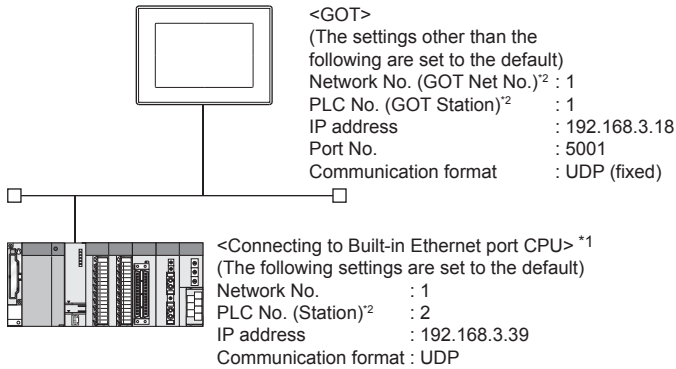 <GOT>
(The settings other than the
following are set to the default)
Network No. (GOT Net No.)*2 : 1
PLC No. (GOT Station)*2 : 1
IP address : 192.168.3.18
Port No. : 5001
Communication format : UDP (fixed)
<Connecting to Built-in Ethernet port CPU> *1
(The following settings are set to the default)
Network No. : 1
PLC No. (Station)*2 : 2
IP address : 192.168.3.39
Communication format : UDP